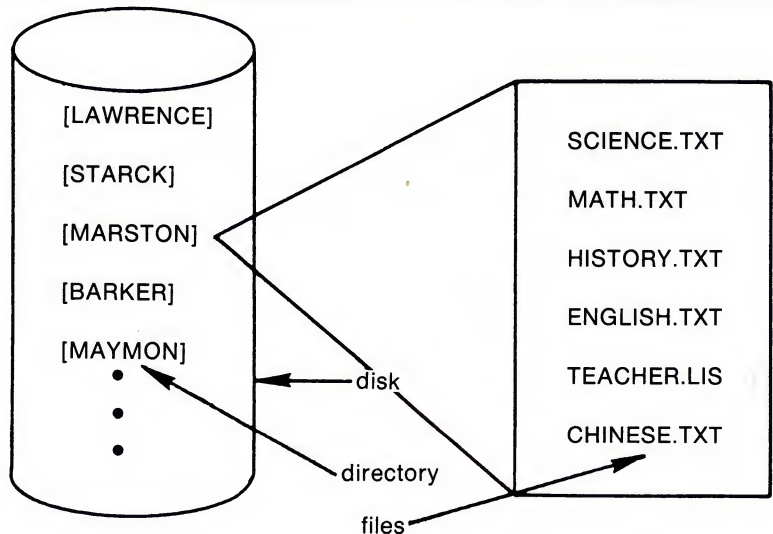 [LAWRENCE]
[STARCK]
[MARSTON]
[BARKER]
[MAYMON]
SCIENCE.TXT
MATH.TXT
HISTORY.TXT
ENGLISH.TXT
TEACHER.LIS
CHINESE.TXT
disk
directory
files